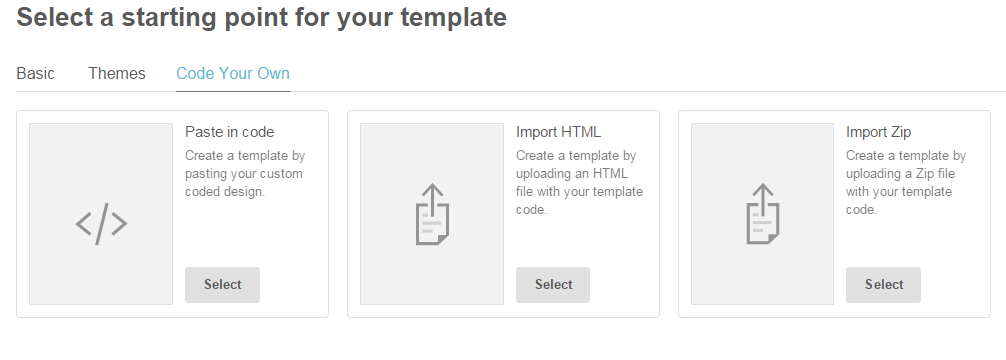 Select a starting point for your template
Basic
Themes
Code Your Own
Paste in code
Create a template by
pasting your custom
coded design.
Select
Import HTML
Create a template by
uploading an HTML
file with your template
code.
Select
Import Zip
Create a template by
uploading a Zip file
with your template
code.
Select